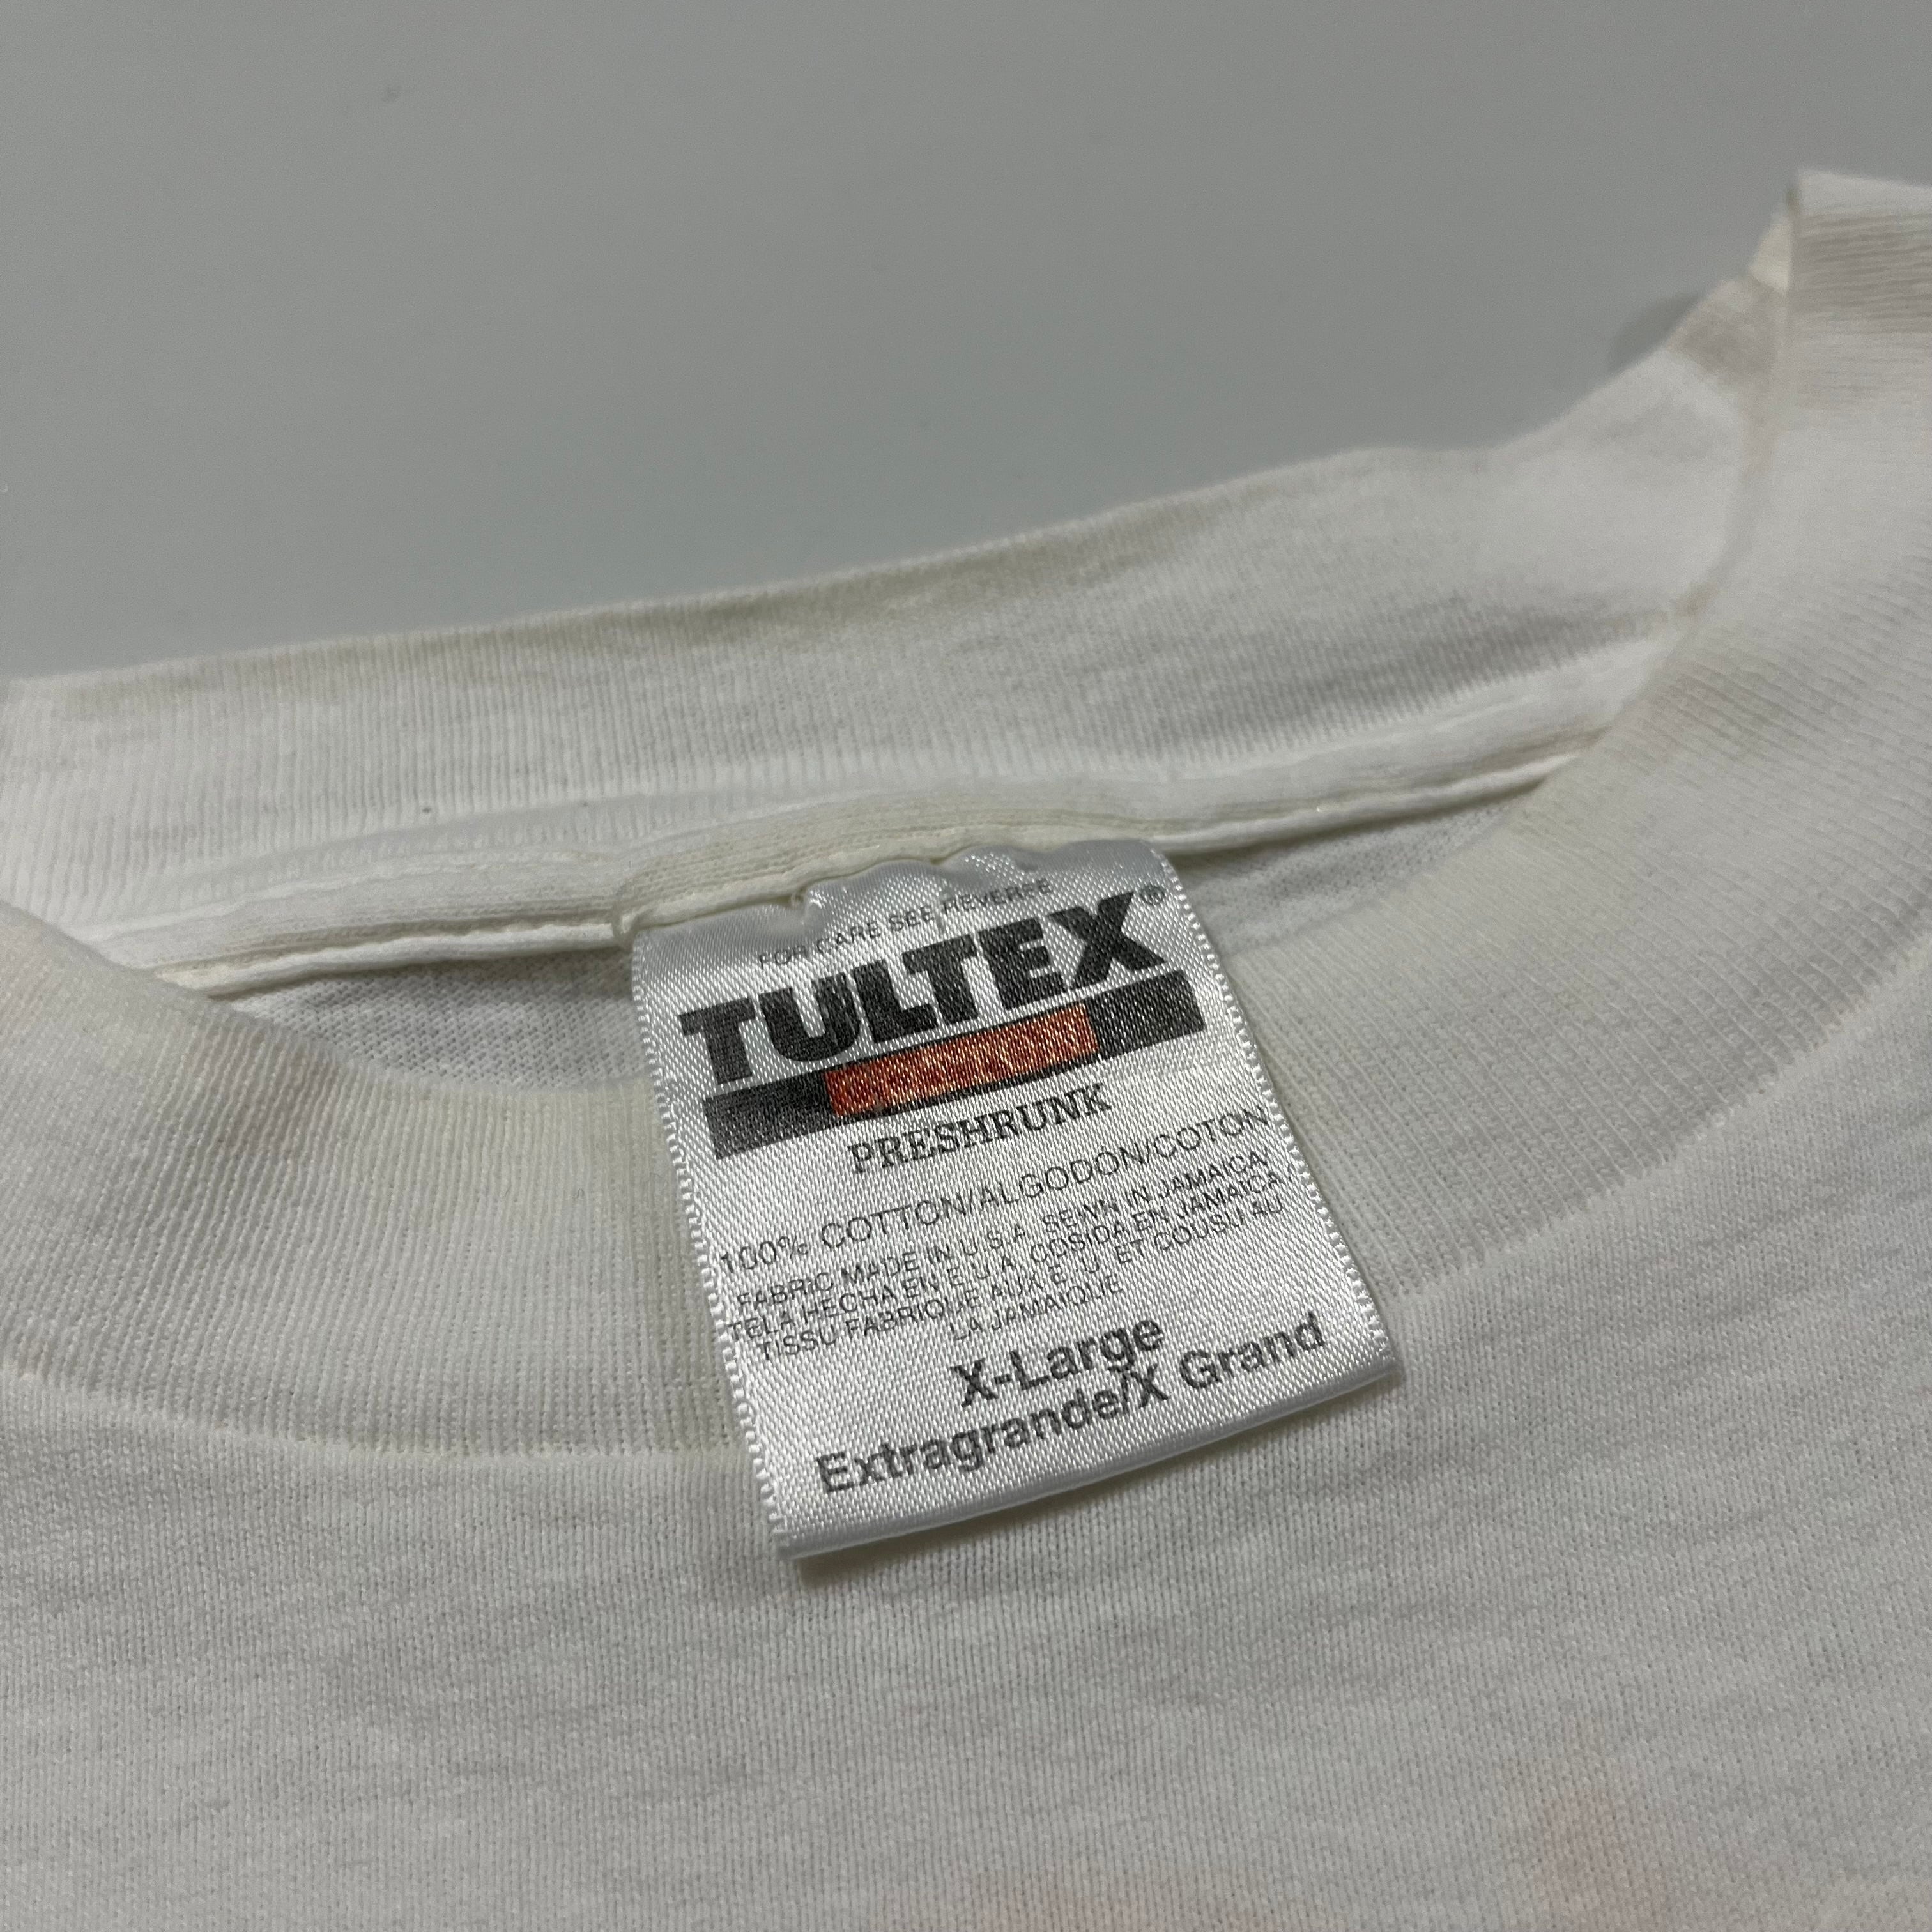 FOR CARE SEE REVERSE
TULTEX®
PRESHRUNK
100% COTTON/ALGODÓN/COTON
FABRIC MADE IN U.S.A. SEWN IN JAMAICA/
TELA HECHA EN E.U.A. COSIDA EN JAMAICA
TISSU FABRIQUE AUX E. U ET COUSU AU
LA JAMAIQUE
X-Large
Extragrande/X Grand